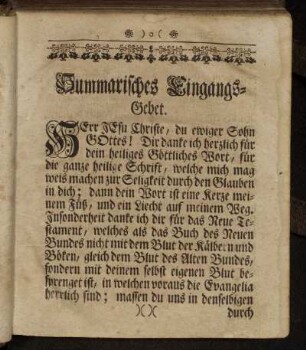 )o(
Summarisches Eingangs-
Gebet.
HErr JEsu Christe, du ewiger Sohn
GOttes! Dir danke ich herzlich für
dein heiliges Göttliches Wort, für
die ganze heilige Schrift, welche mich mag
weis machen zur Seligkeit durch den Glauben
in dich; dann dein Wort ist eine Kerze mei-
nem Füß, und ein Liecht auf meinem Weg.
Insonderheit danke ich dir für das Neue Te-
stament, welches als das Buch des Neuen
Bundes nicht mit dem Blut der Kälber und
Böken, gleich dem Blut des Alten Bundes,
sondern mit deinem selbst eigenen Blut be-
sprenget ist, in welchen voraus die Evangelia
herrlich sind; massen du uns in denselbigen
)( )( durch